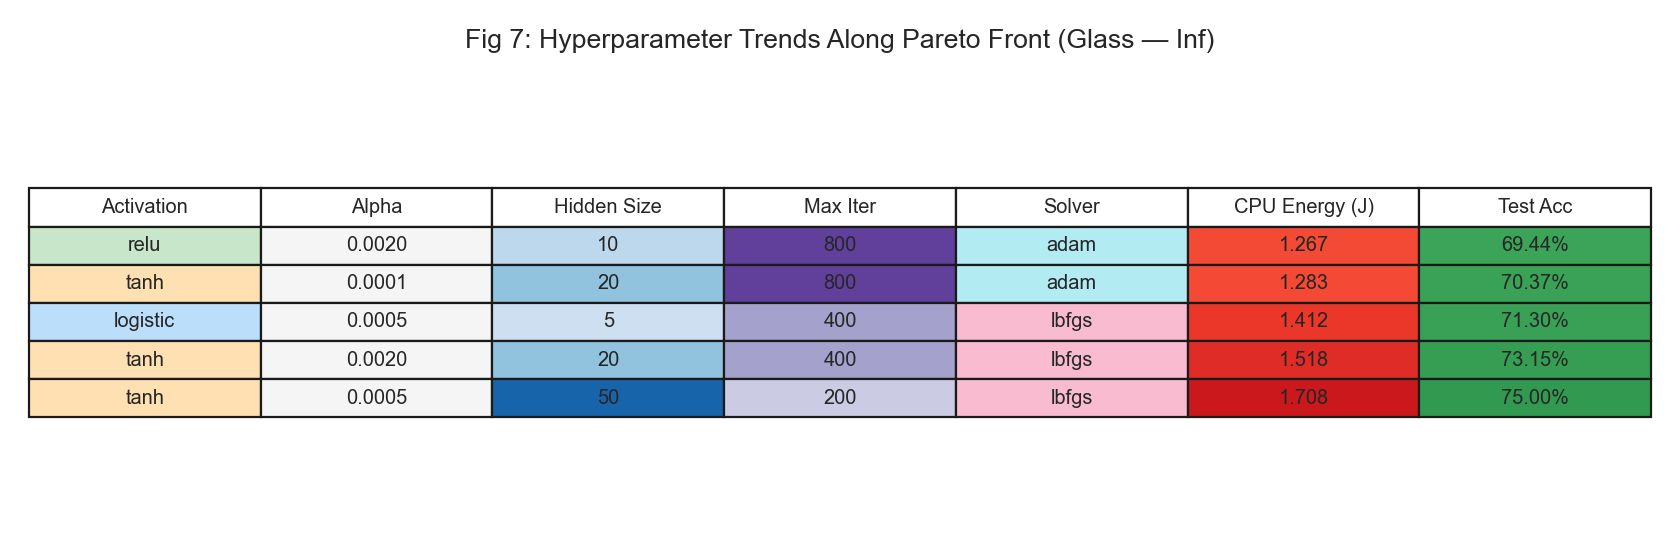 Fig 7: Hyperparameter Trends Along Pareto Front (Glass — Inf)
Activation Alpha Hidden Size Max Iter Solver CPU Energy (J) Test Acc
relu 0.0020 10 800 adam 1.267 69.44%
tanh 0.0001 20 800 adam 1.283 70.37%
logistic 0.0005 5 400 lbfgs 1.412 71.30%
tanh 0.0020 20 400 lbfgs 1.518 73.15%
tanh 0.0005 50 200 lbfgs 1.708 75.00%